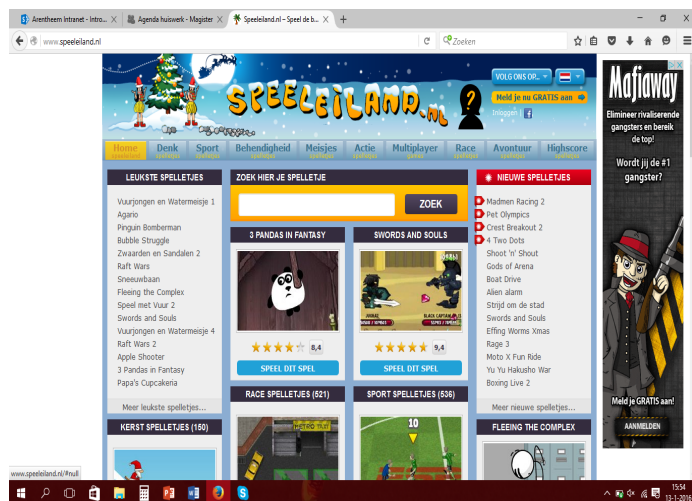 Arentheem Intranet - Intro...
Agenda huiswerk - Magister
Speeleiland.nl – Speel de b...
www.speeleiland.nl
Zoeken
SPEELEILAND.NL
VOLG ONS OP..
Meld je nu GRATIS aan
Inloggen |
Home
Denk
Sport
Behendigheid
Meisjes
Actie
Multiplayer
Race
Avontuur
Highscore
LEUKSTE SPELLETJES
Vuurjongen en Watermeisje 1
Agario
Pinguin Bomberman
Bubble Struggle
Zwaarden en Sandalen 2
Raft Wars
Sneeuwbaan
Fleeing the Complex
Speel met Vuur 2
Swords and Souls
Vuurjongen en Watermeisje 4
Raft Wars 2
Apple Shooter
3 Pandas in Fantasy
Papa's Cupcakeria
Meer leukste spelletjes...
KERST SPELLETJES (150)
ZOEK HIER JE SPELLETJE
ZOEK
3 PANDAS IN FANTASY
8,4
SPEEL DIT SPEL
SWORDS AND SOULS
9,4
SPEEL DIT SPEL
RACE SPELLETJES (521)
METRO TAXI
SPORT SPELLETJES (536)
10
NIEUWE SPELLETJES
Madmen Racing 2
Pet Olympics
Crest Breakout 2
4 Two Dots
Shoot 'n' Shout
Gods of Arena
Boat Drive
Alien alarm
Strijd om de stad
Swords and Souls
Effing Worms Xmas
Rage 3
Moto X Fun Ride
Yu Yu Hakusho War
Boxing Live 2
Meer nieuwe spelletjes...
FLEEING THE COMPLEX
Mafiaway
Elimineer rivaliserende
gangsters en bereik
de top!
Wordt jij de #1
gangster?
Meld je GRATIS aan!
AANMELDEN
www.speeleiland.nl/#null
15:54
13-1-2016